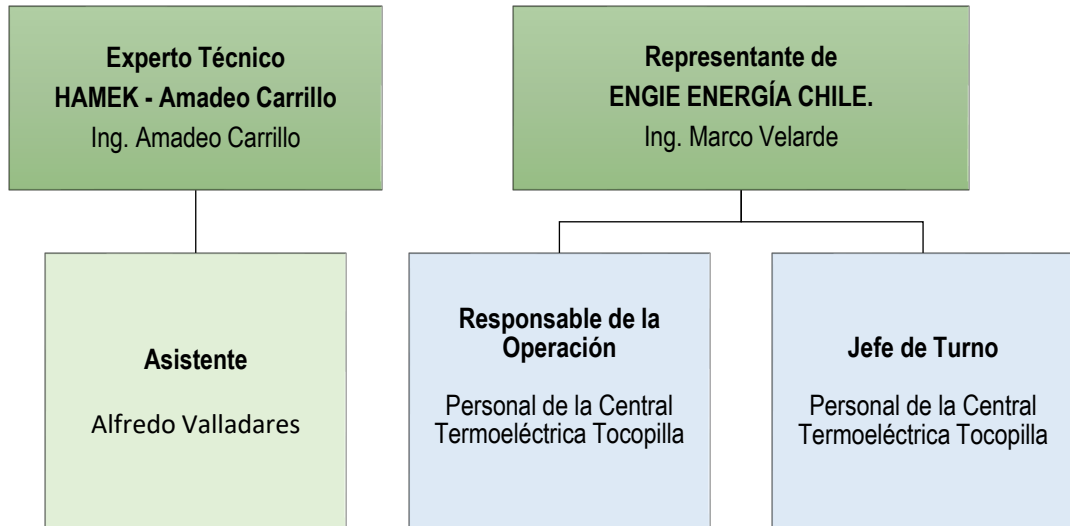 Experto Técnico
HAMEK - Amadeo Carrillo
Ing. Amadeo Carrillo
Representante de
ENGIE ENERGÍA CHILE.
Ing. Marco Velarde
Asistente
Alfredo Valladares
Responsable de la
Operación
Personal de la Central
Termoeléctrica Tocopilla
Jefe de Turno
Personal de la Central
Termoeléctrica Tocopilla